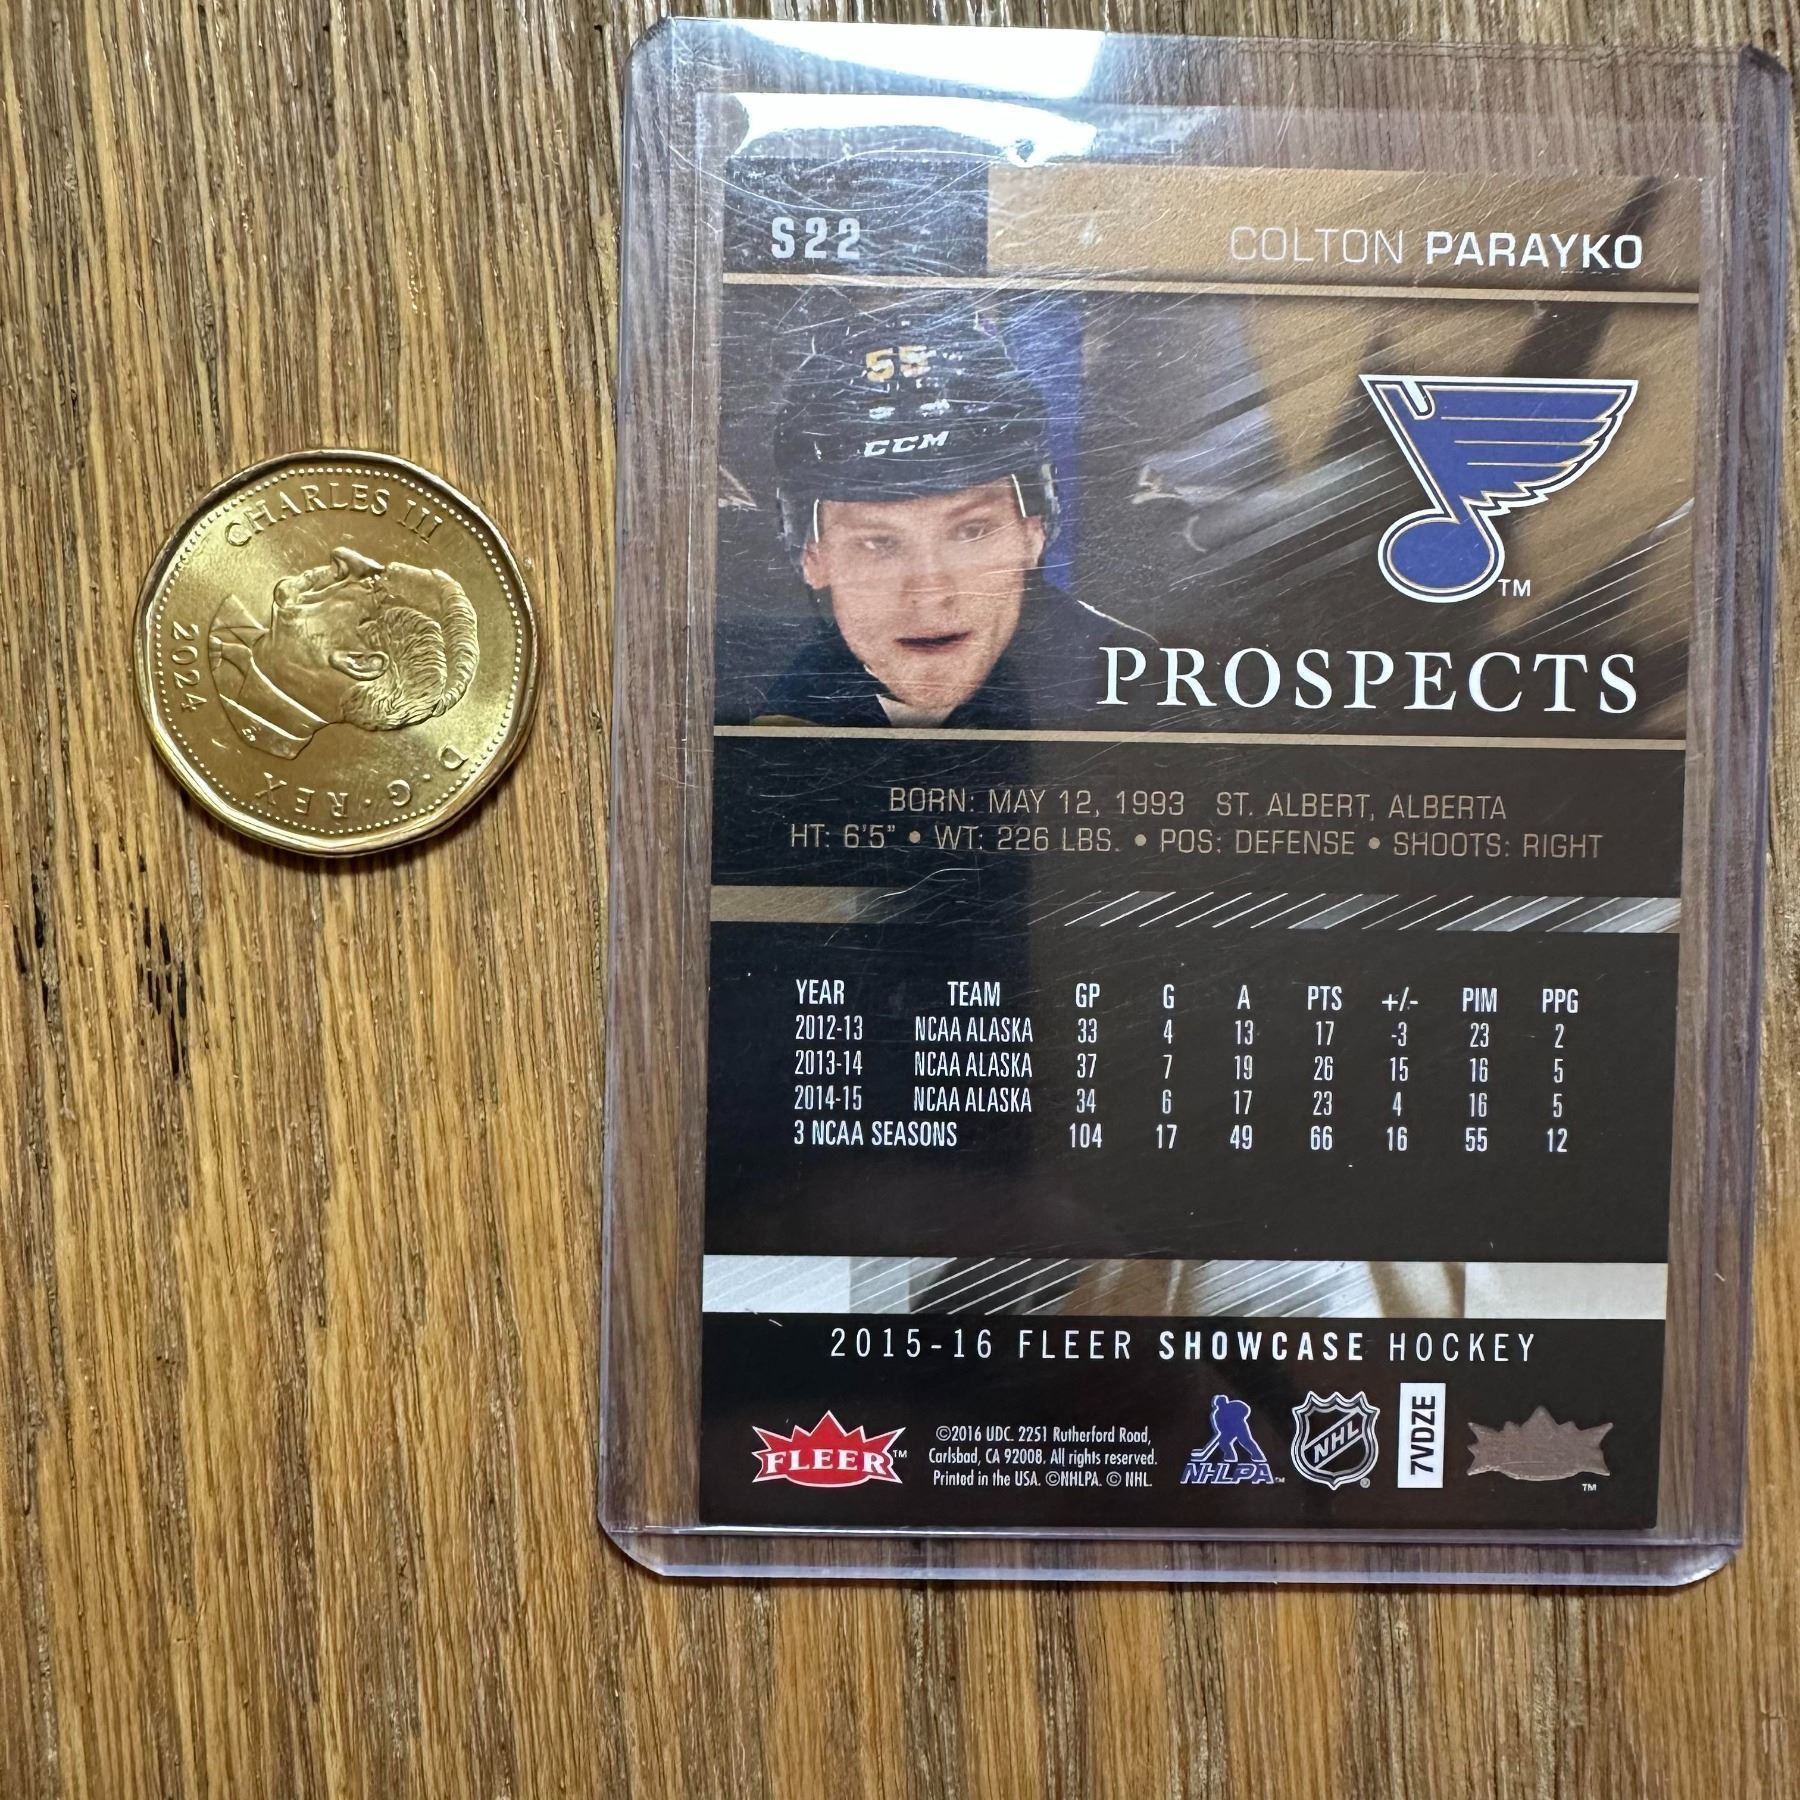 CHARLES III
D · G · REX
2024
S22
COLTON PARAYKO
55
CCM
TM
PROSPECTS
BORN: MAY 12, 1993 ST. ALBERT, ALBERTA
HT: 6'5" • WT: 226 LBS. • POS: DEFENSE • SHOOTS: RIGHT
YEAR TEAM GP G A PTS +/- PIM PPG
2012-13 NCAA ALASKA 33 4 13 17 -3 23 2
2013-14 NCAA ALASKA 37 7 19 26 15 16 5
2014-15 NCAA ALASKA 34 6 17 23 4 16 5
3 NCAA SEASONS 104 17 49 66 16 55 12
2015-16 FLEER SHOWCASE HOCKEY
FLEER™
©2016 UDC. 2251 Rutherford Road,
Carlsbad, CA 92008. All rights reserved.
Printed in the USA. ©NHLPA. © NHL.
NHLPA™
NHL®
7VDZE
TM